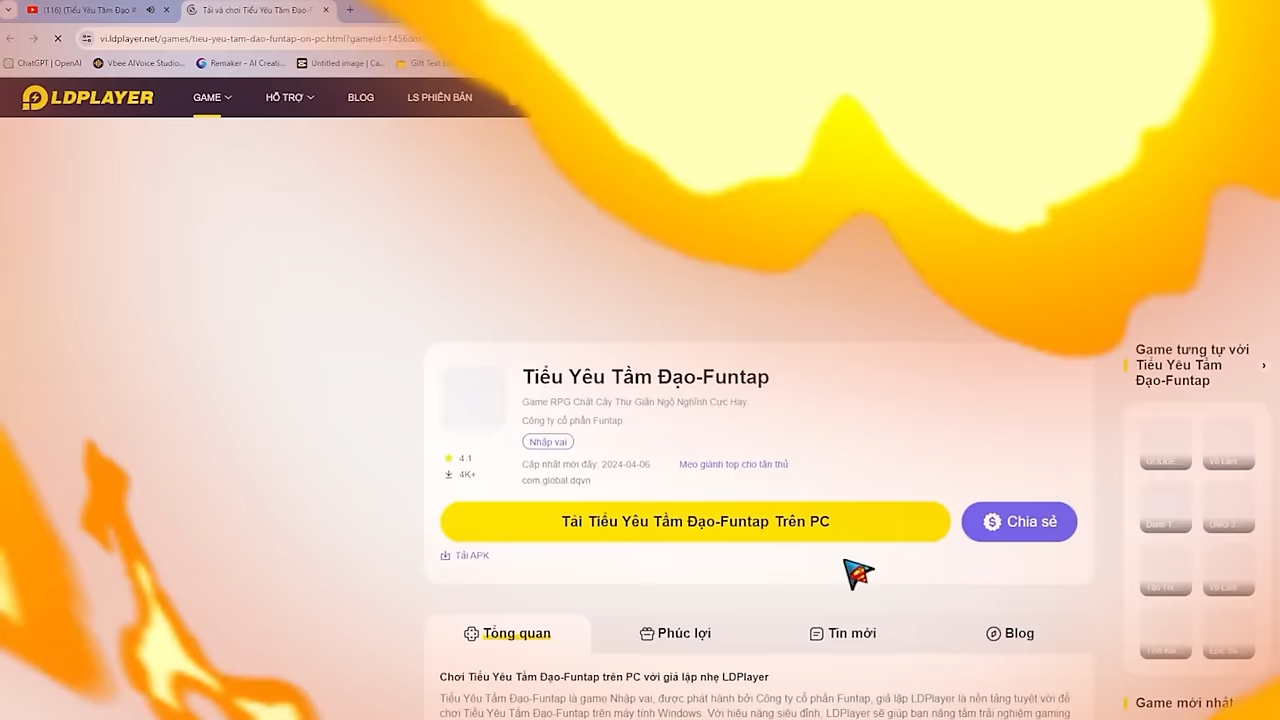 (116) (Tiểu Yêu Tầm Đạo #
Tải và chơi Tiểu Yêu Tầm Đạo-F
vi.ldplayer.net/games/tieu-yeu-tam-dao-funtap-on-pc.html?gameId=1456
ChatGPT | OpenAI
Vbee AIVoice Studio...
Remaker - AI Creati...
Untitled image | Ca...
Gift Text
LDPLAYER
GAME
HỖ TRỢ
BLOG
LS PHIÊN BẢN
Tiểu Yêu Tầm Đạo-Funtap
Game RPG Chặt Cây Thư Giãn Ngộ Nghĩnh Cực Hay.
Công ty cổ phần Funtap
Nhập vai
4.1
Cập nhật mới đây: 2024-04-06
Mẹo giành top cho tân thủ
4K+
com.global.dqvn
Tải Tiểu Yêu Tầm Đạo-Funtap Trên PC
Chia sẻ
Tải APK
Game tương tự với
Tiểu Yêu Tầm
Đạo-Funtap
Tổng quan
Phúc lợi
Tin mới
Blog
Chơi Tiểu Yêu Tầm Đạo-Funtap trên PC với giả lập nhẹ LDPlayer
Tiểu Yêu Tầm Đạo-Funtap là game Nhập vai, được phát hành bởi Công ty cổ phần Funtap, giả lập LDPlayer là nền tảng tuyệt vời để
chơi Tiểu Yêu Tầm Đạo-Funtap trên máy tính Windows. Với hiệu năng siêu đỉnh, LDPlayer sẽ giúp bạn nâng tầm trải nghiệm gaming
Game mới nhất